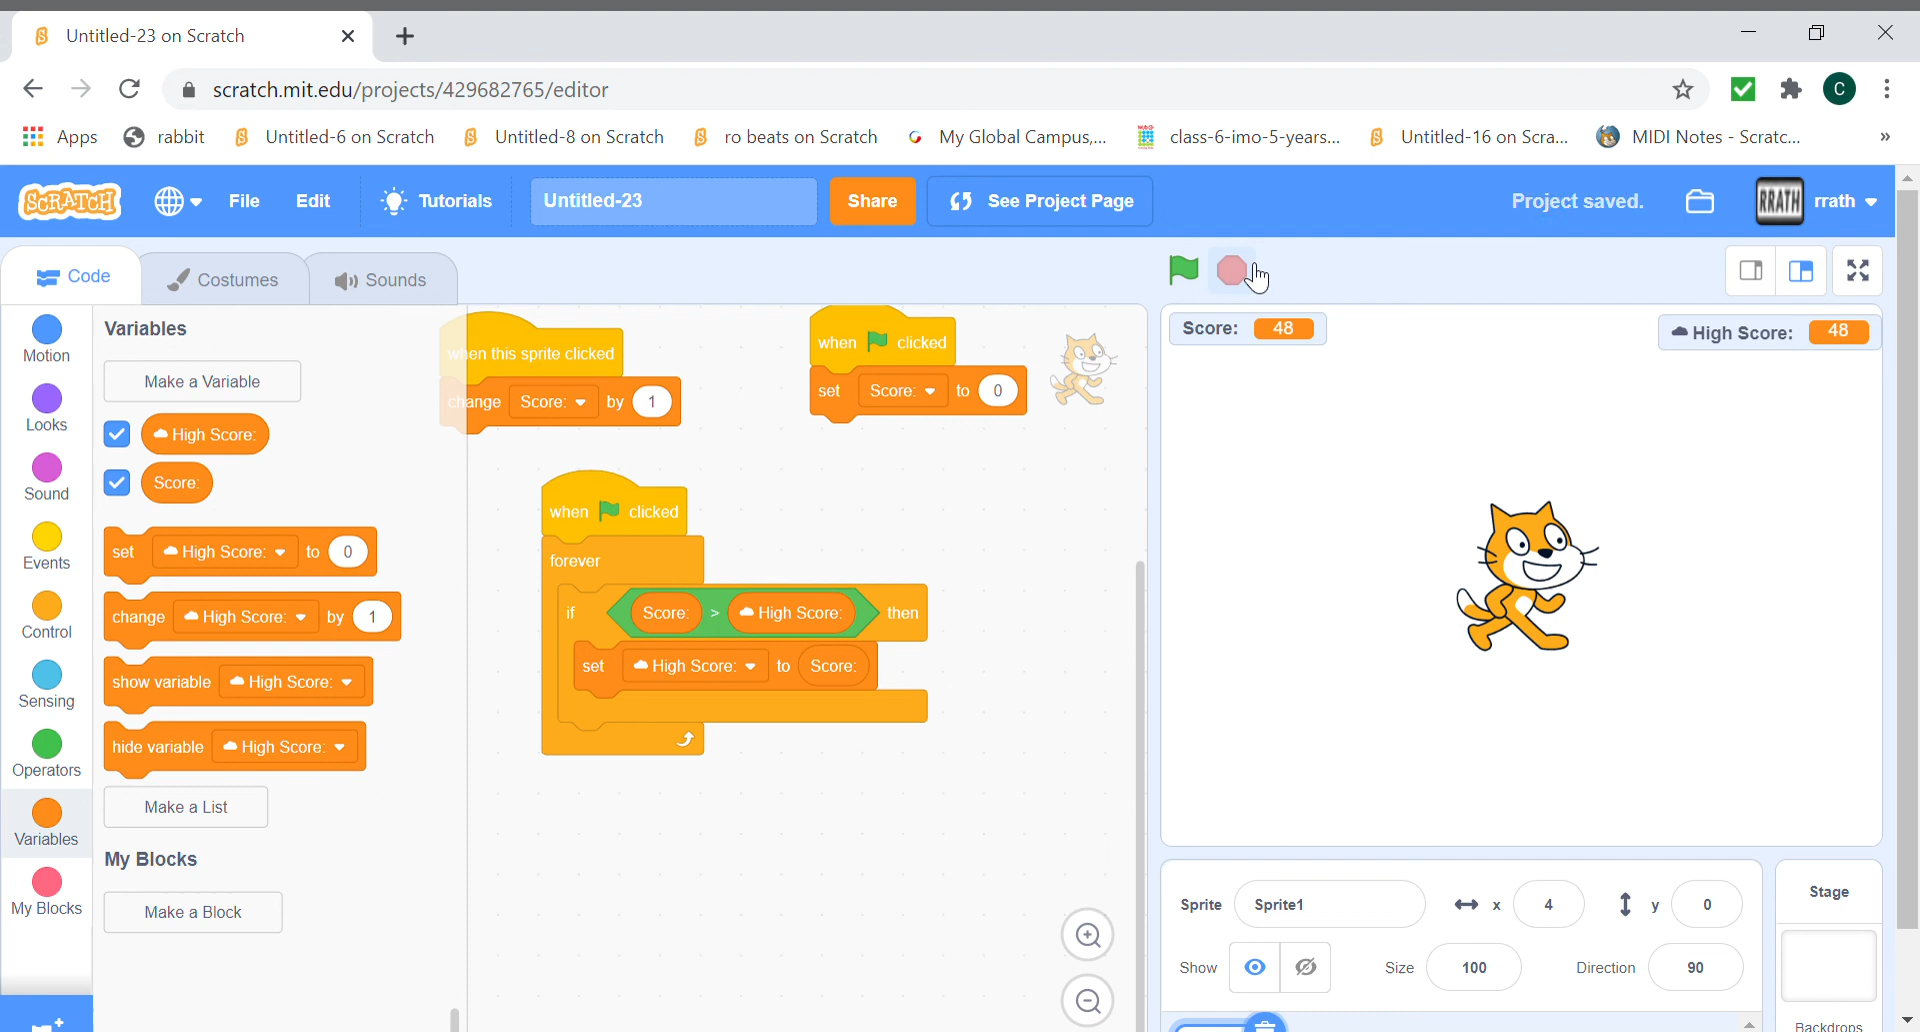 Untitled-23 on Scratch
scratch.mit.edu/projects/429682765/editor
C
Apps rabbit Untitled-6 on Scratch Untitled-8 on Scratch ro beats on Scratch My Global Campus,... class-6-imo-5-years... Untitled-16 on Scra... MIDI Notes - Scratc... »
SCRATCH File Edit Tutorials Untitled-23 Share See Project Page Project saved. RRATH rrath
Code Costumes Sounds
Motion
Looks
Sound
Events
Control
Sensing
Operators
Variables
My Blocks
Variables
Make a Variable
High Score:
Score:
set High Score: to 0
change High Score: by 1
show variable High Score:
hide variable High Score:
Make a List
My Blocks
Make a Block
when this sprite clicked
change Score: by 1
when clicked
set Score: to 0
when clicked
forever
if Score: > High Score: then
set High Score: to Score:
Score: 48
High Score: 48
Sprite Sprite1 x 4 y 0
Show Size 100 Direction 90
Stage
Backdrops